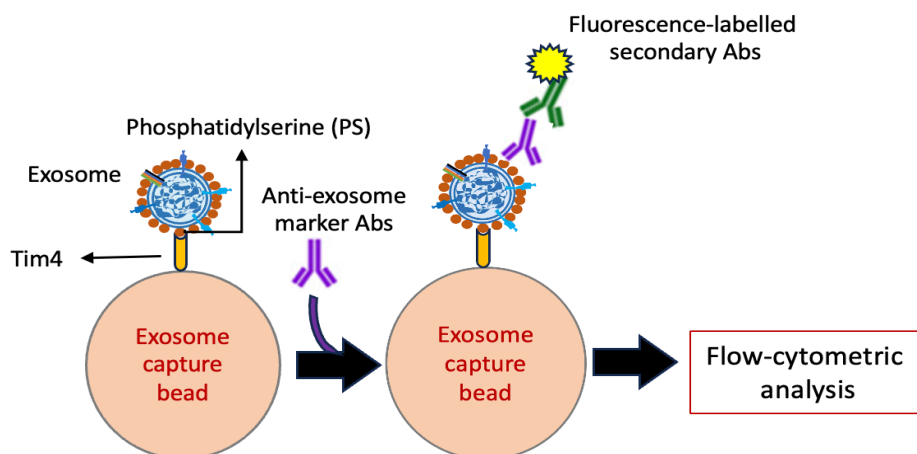 Fluorescence-labelled
secondary Abs
Phosphatidylserine (PS)
Exosome
Anti-exosome
marker Abs
Tim4
Exosome
capture
bead
Exosome
capture
bead
Flow-cytometric
analysis